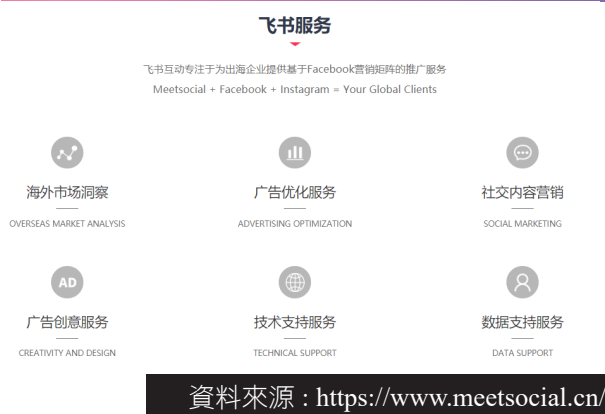 飞书服务
飞书互动专注于为出海企业提供基于Facebook营销矩阵的推广服务
Meetsocial + Facebook + Instagram = Your Global Clients
海外市场洞察 广告优化服务 社交内容营销
OVERSEAS MARKET ANALYSIS ADVERTISING OPTIMIZATION SOCIAL MARKETING
AD
广告创意服务 技术支持服务 数据支持服务
CREATIVITY AND DESIGN TECHNICAL SUPPORT DATA SUPPORT
資料來源 : https://www.meetsocial.cn/